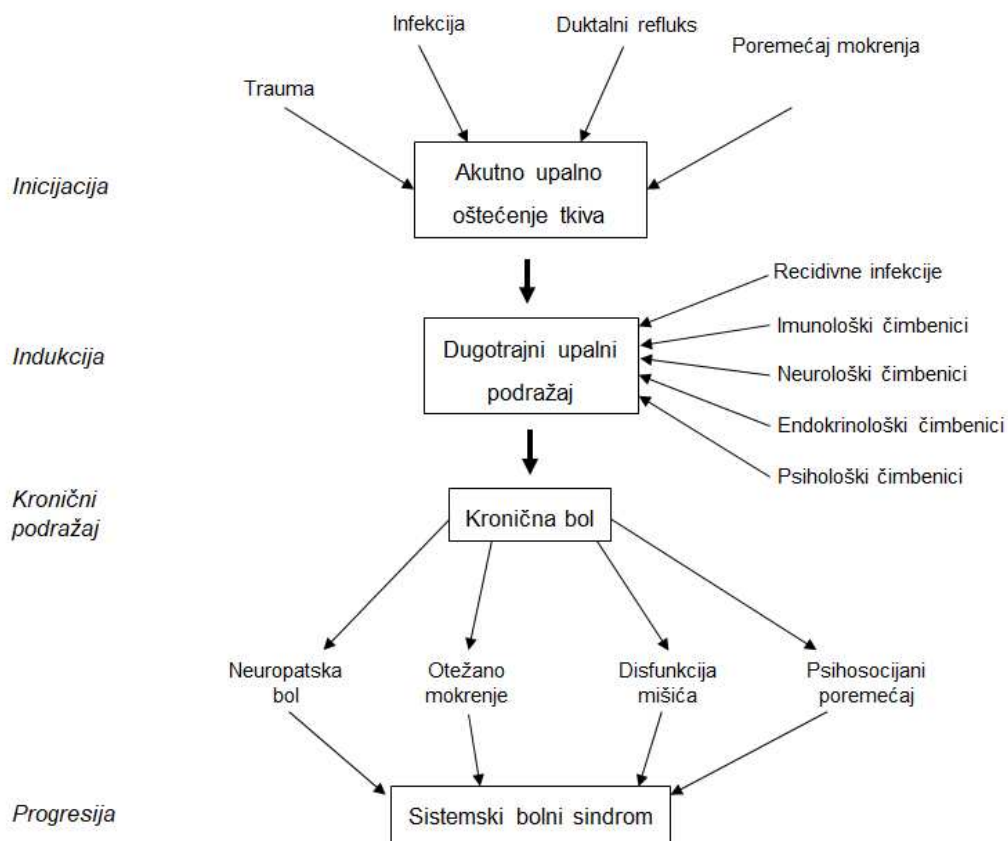 Infekcija
Duktalni refluks
Poremećaj mokrenja
Trauma
Inicijacija
Akutno upalno
oštećenje tkiva
Recidivne infekcije
Imunološki čimbenici
Indukcija
Dugotrajni upalni
podražaj
Neurološki čimbenici
Endokrinološki čimbenici
Psihološki čimbenici
Kronični
podražaj
Kronična bol
Neuropatska
bol
Otežano
mokrenje
Disfunkcija
mišića
Psihosocijani
poremećaj
Progresija
Sistemski bolni sindrom